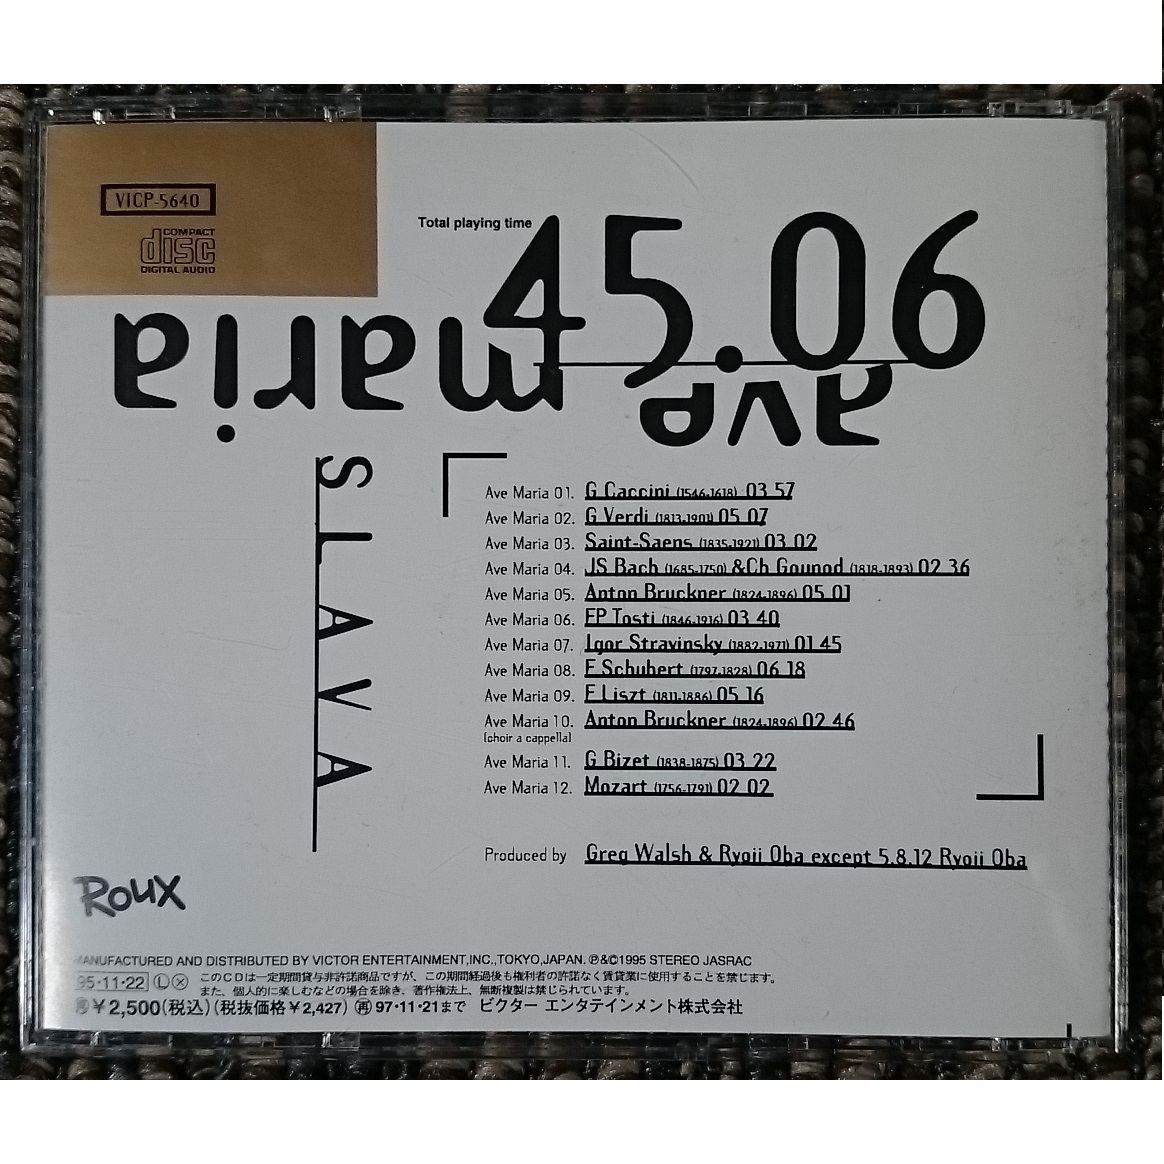 VICP-5640
COMPACT
disc
DIGITAL AUDIO
Total playing time
45.06
ave maria
SLAVA
Ave Maria 01. G Caccini (1546-1618) 03 57
Ave Maria 02. G Verdi (1813-1901) 05 07
Ave Maria 03. Saint-Saens (1835-1921) 03 02
Ave Maria 04. JS Bach (1685-1750) &Ch Gounod (1818-1893) 02 36
Ave Maria 05. Anton Bruckner (1824-1896) 05 01
Ave Maria 06. FP Tosti (1846-1916) 03 40
Ave Maria 07. Igor Stravinsky (1882-1971) 01 45
Ave Maria 08. F Schubert (1797-1828) 06 18
Ave Maria 09. F Liszt (1811-1886) 05 16
Ave Maria 10. Anton Bruckner (1824-1896) 02 46
[choir a cappella]
Ave Maria 11. G Bizet (1838-1875) 03 22
Ave Maria 12. Mozart (1756-1791) 02 02
Produced by Greg Walsh & Ryoji Oba except 5.8.12 Ryoji Oba
Roux
MANUFACTURED AND DISTRIBUTED BY VICTOR ENTERTAINMENT,INC.,TOKYO,JAPAN. ℗&©1995 STEREO JASRAC
95·11·22 Ⓛ Ⓧ このCDは一定期間貸与非許諾商品ですが、この期間経過後も権利者の許諾なく賃貸業に使用することを禁じます。
また、個人的に楽しむなどの場合を除き、著作権法上、無断複製は禁じられています。
¥2,500(税込)(税抜価格¥2,427) 再 97·11·21まで ビクター エンタテインメント株式会社